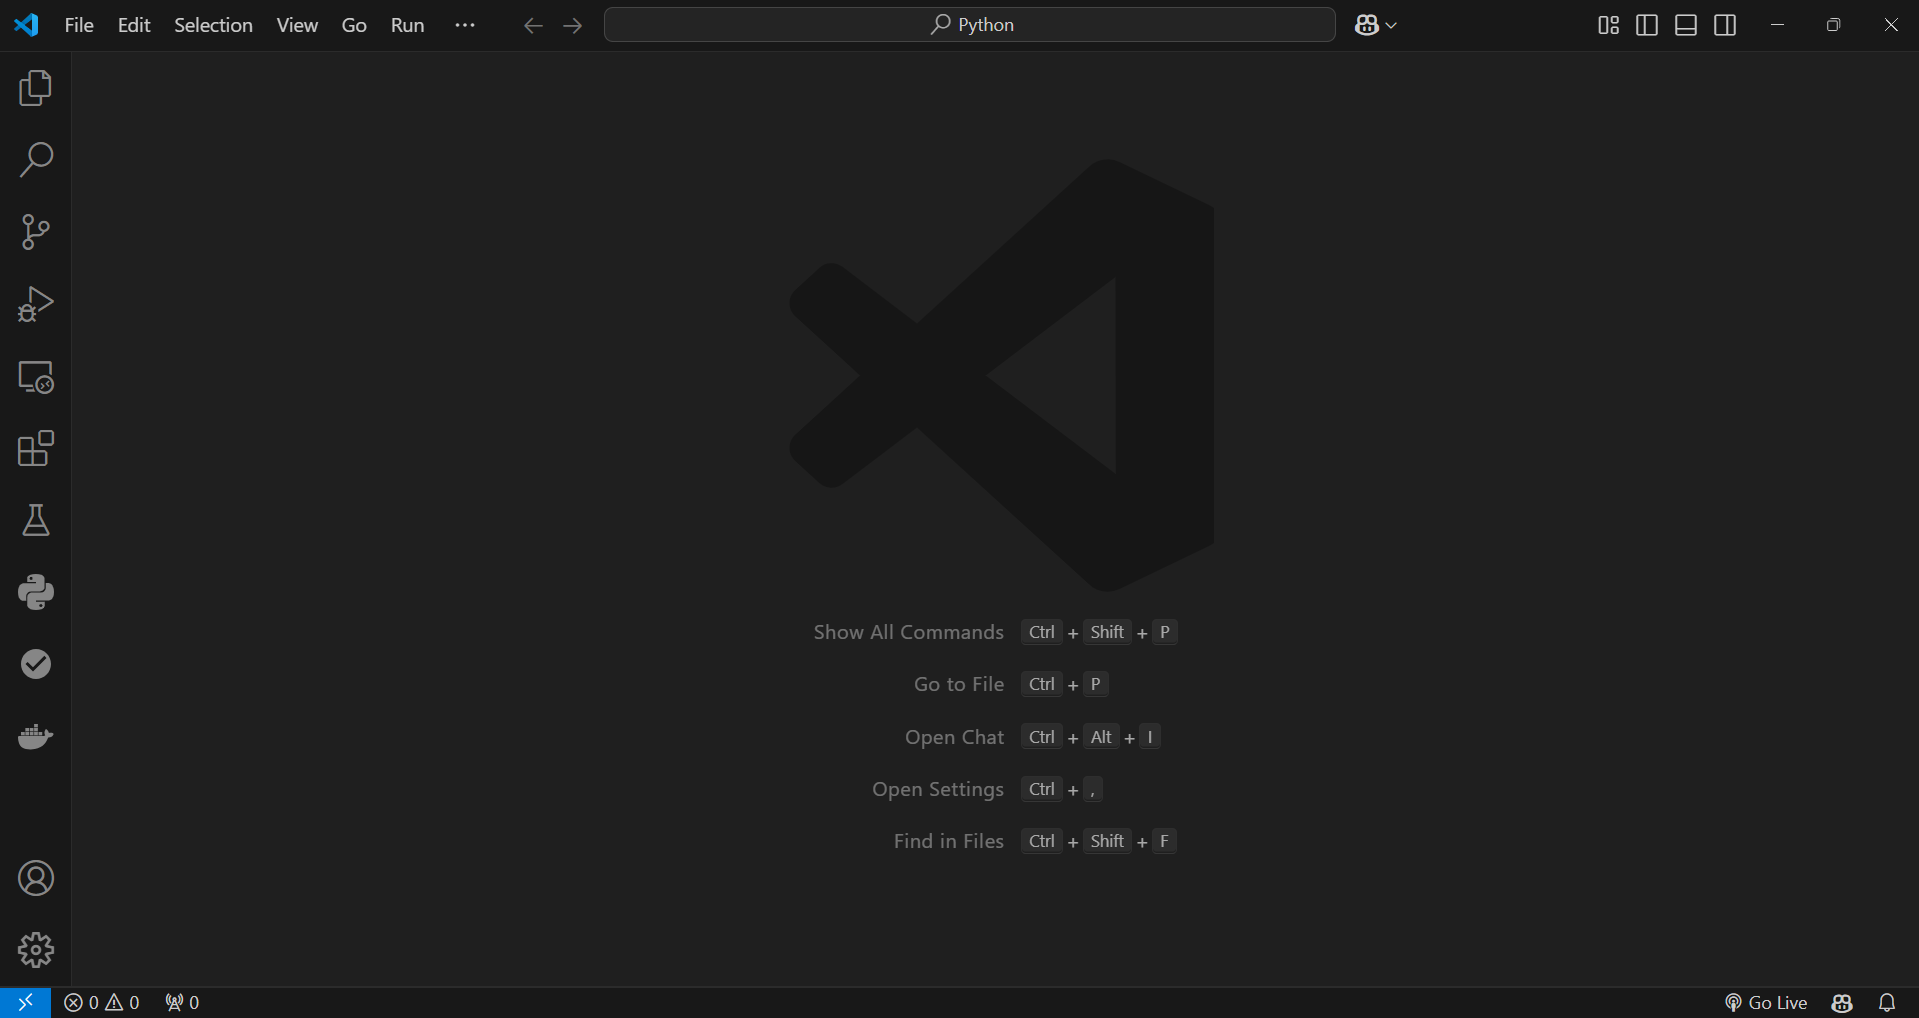 File Edit Selection View Go Run ··· Python
Show All Commands Ctrl + Shift + P
Go to File Ctrl + P
Open Chat Ctrl + Alt + I
Open Settings Ctrl + ,
Find in Files Ctrl + Shift + F
0 0 0 Go Live